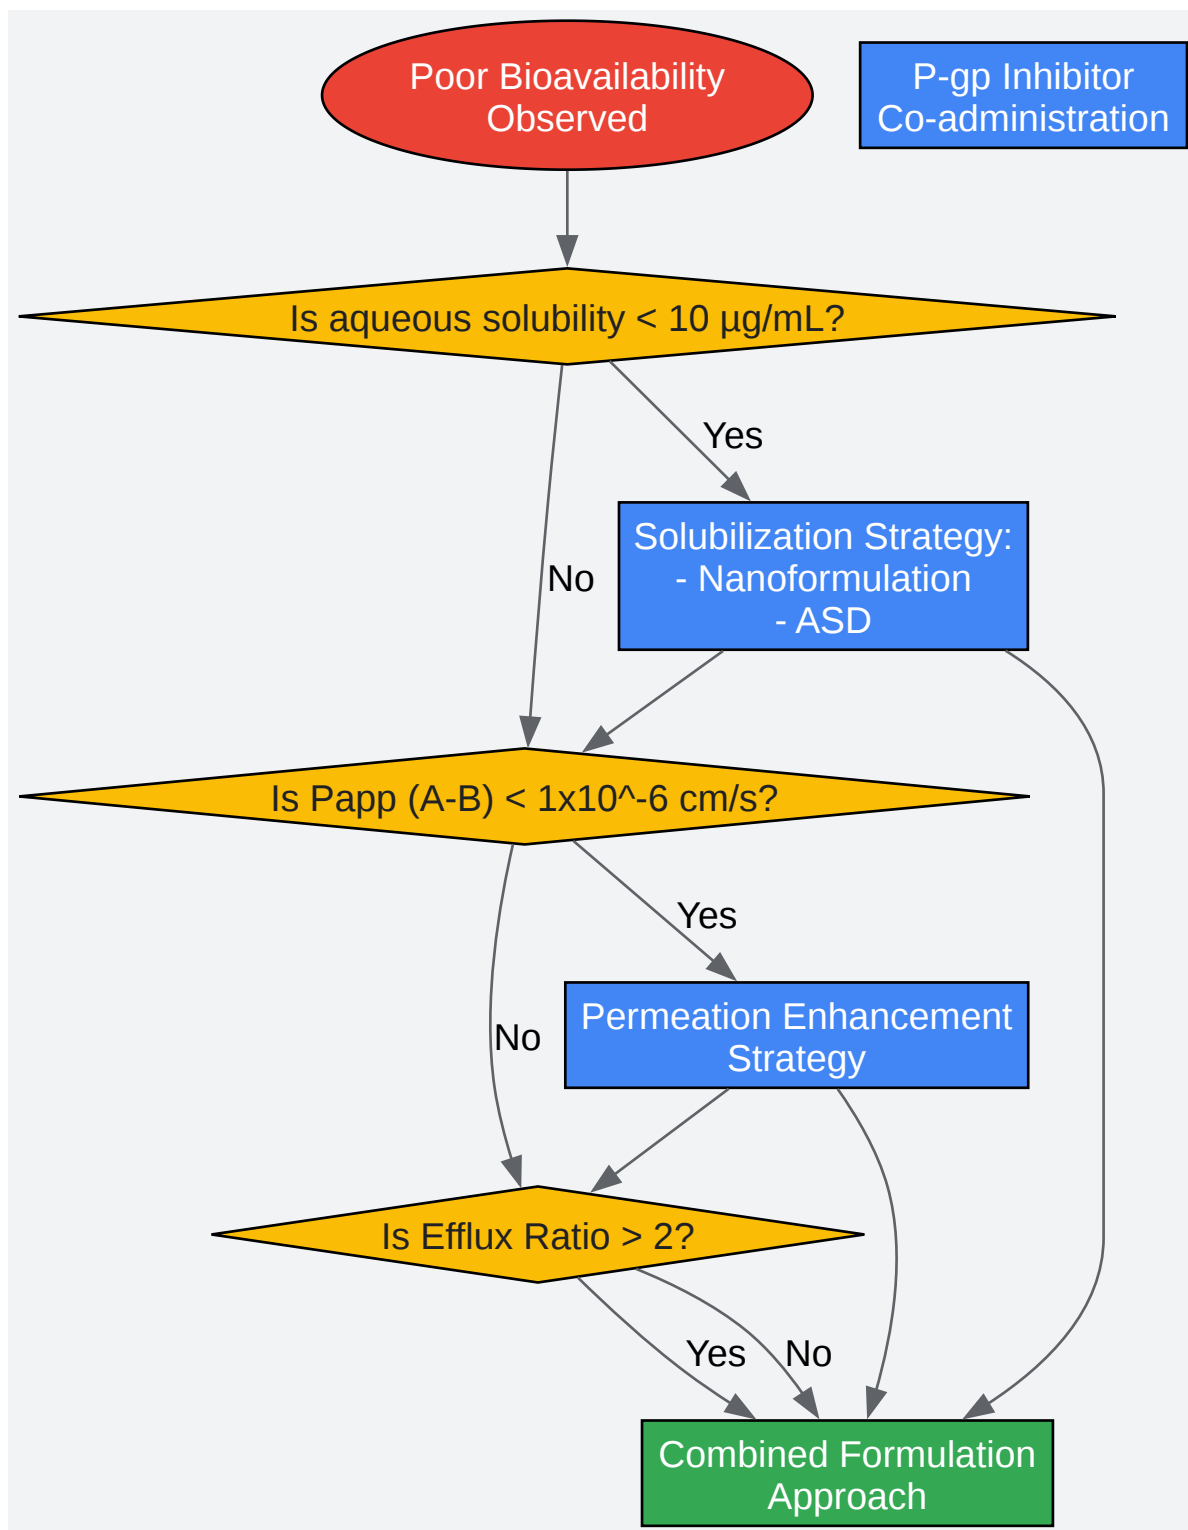 Poor Bioavailability
Observed
P-gp Inhibitor
Co-administration
Is aqueous solubility < 10 µg/mL?
Yes
Solubilization Strategy:
- Nanoformulation
- ASD
No
Is Papp (A-B) < 1x10^-6 cm/s?
Yes
Permeation Enhancement
Strategy
No
Is Efflux Ratio > 2?
Yes
No
Combined Formulation
Approach